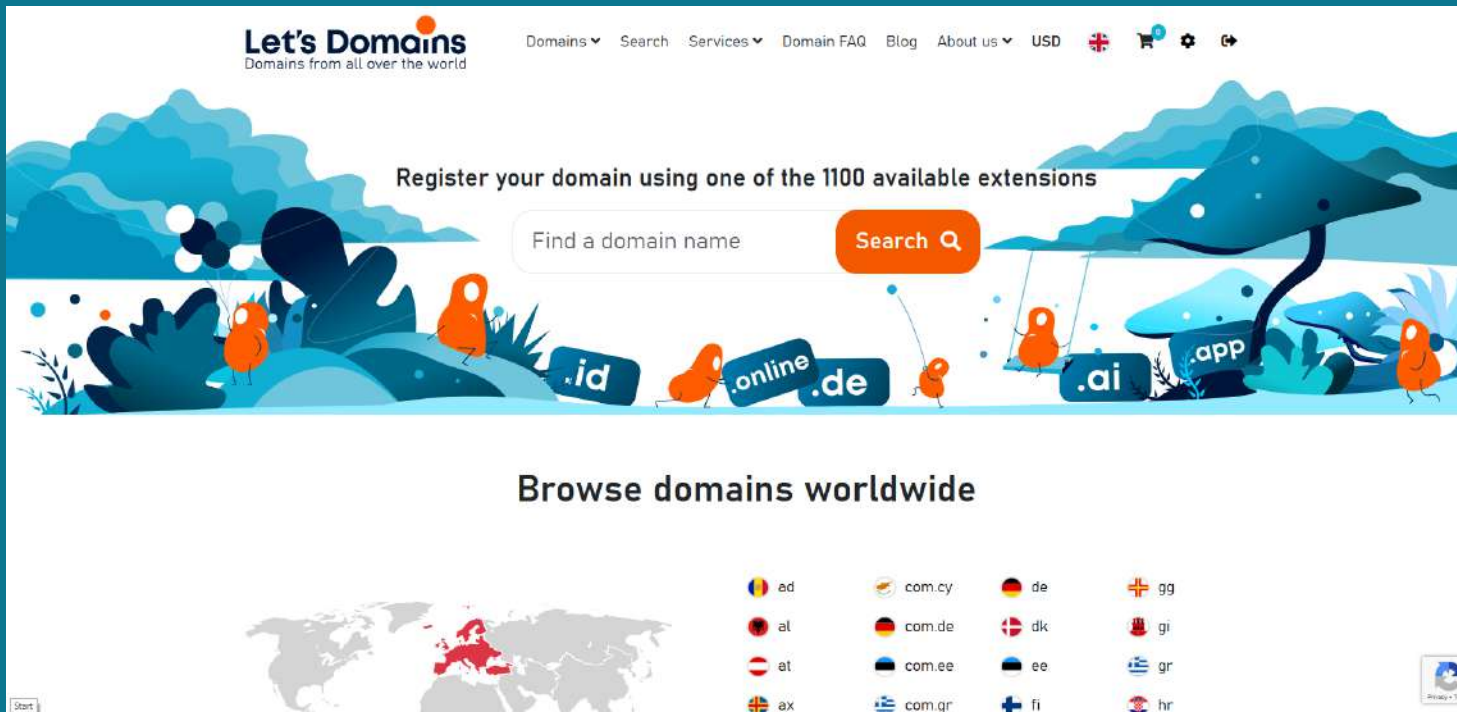 Let's Domains
Domains from all over the world
Domains Search Services Domain FAQ Blog About us USD 0
Register your domain using one of the 1100 available extensions
Find a domain name Search
.id .online .de .ai .app
Browse domains worldwide
ad com.cy de gg
al com.de dk gi
at com.ee ee gr
ax com.gr fi hr
Start
Privacy